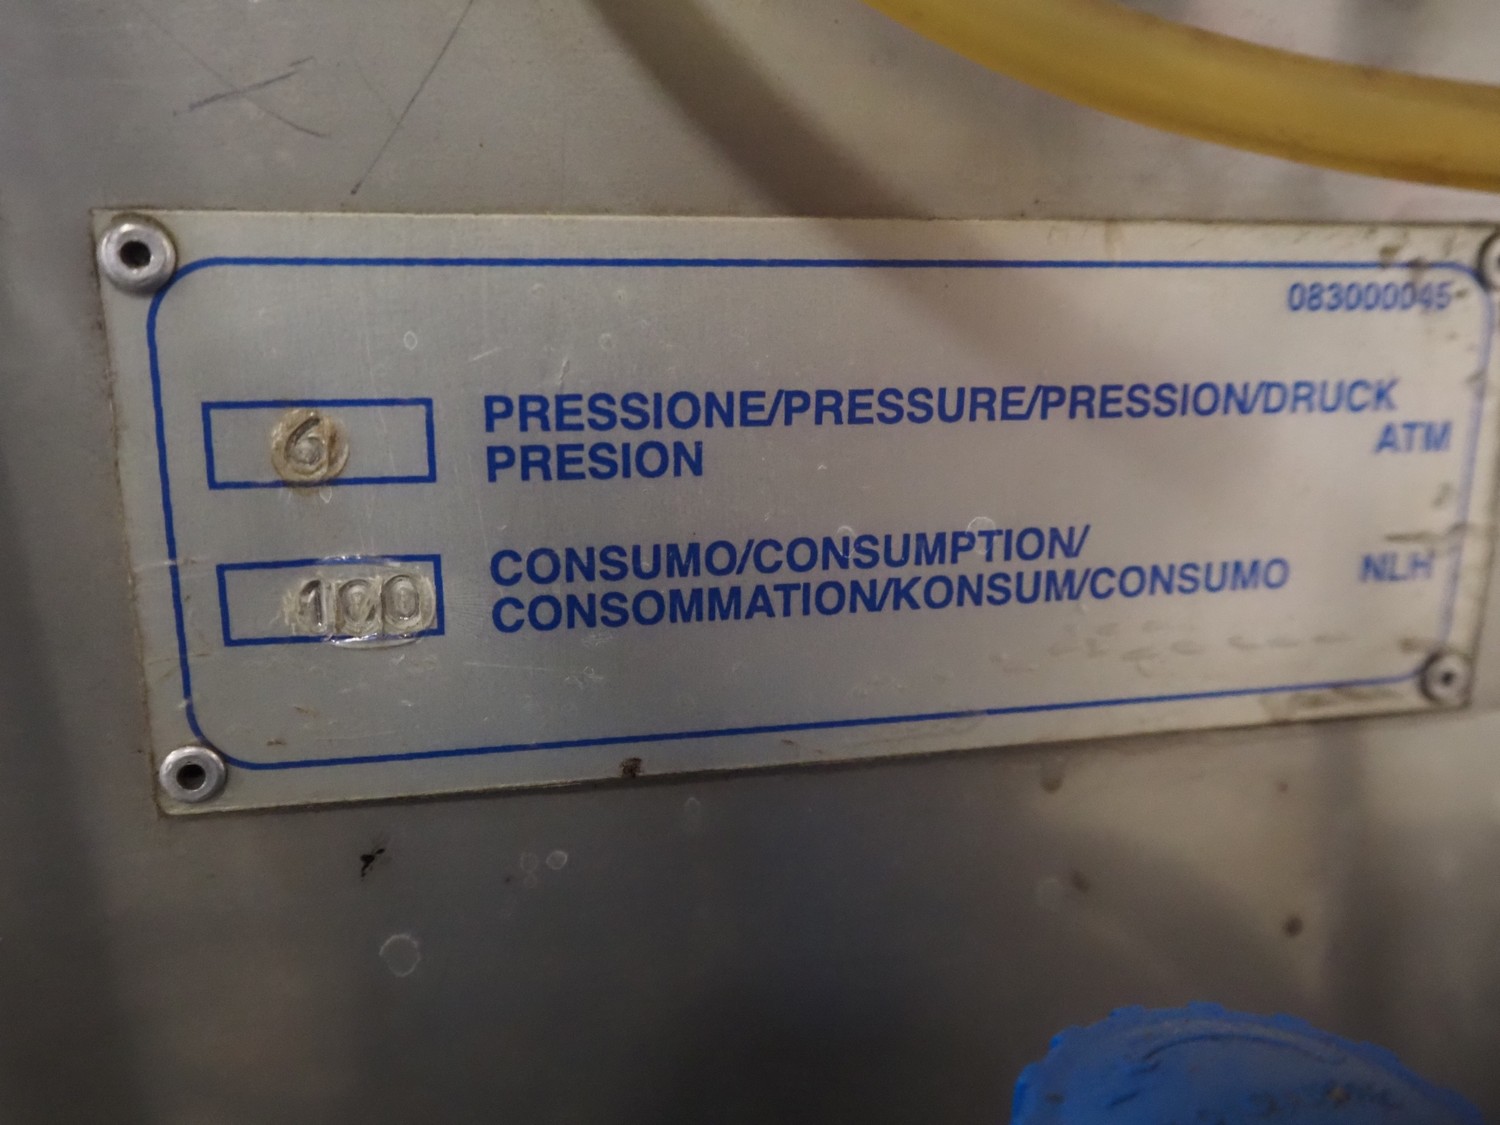 083000045
6 PRESSIONE/PRESSURE/PRESSION/DRUCK
PRESION ATM
CONSUMO/CONSUMPTION/
100 CONSOMMATION/KONSUM/CONSUMO NLH